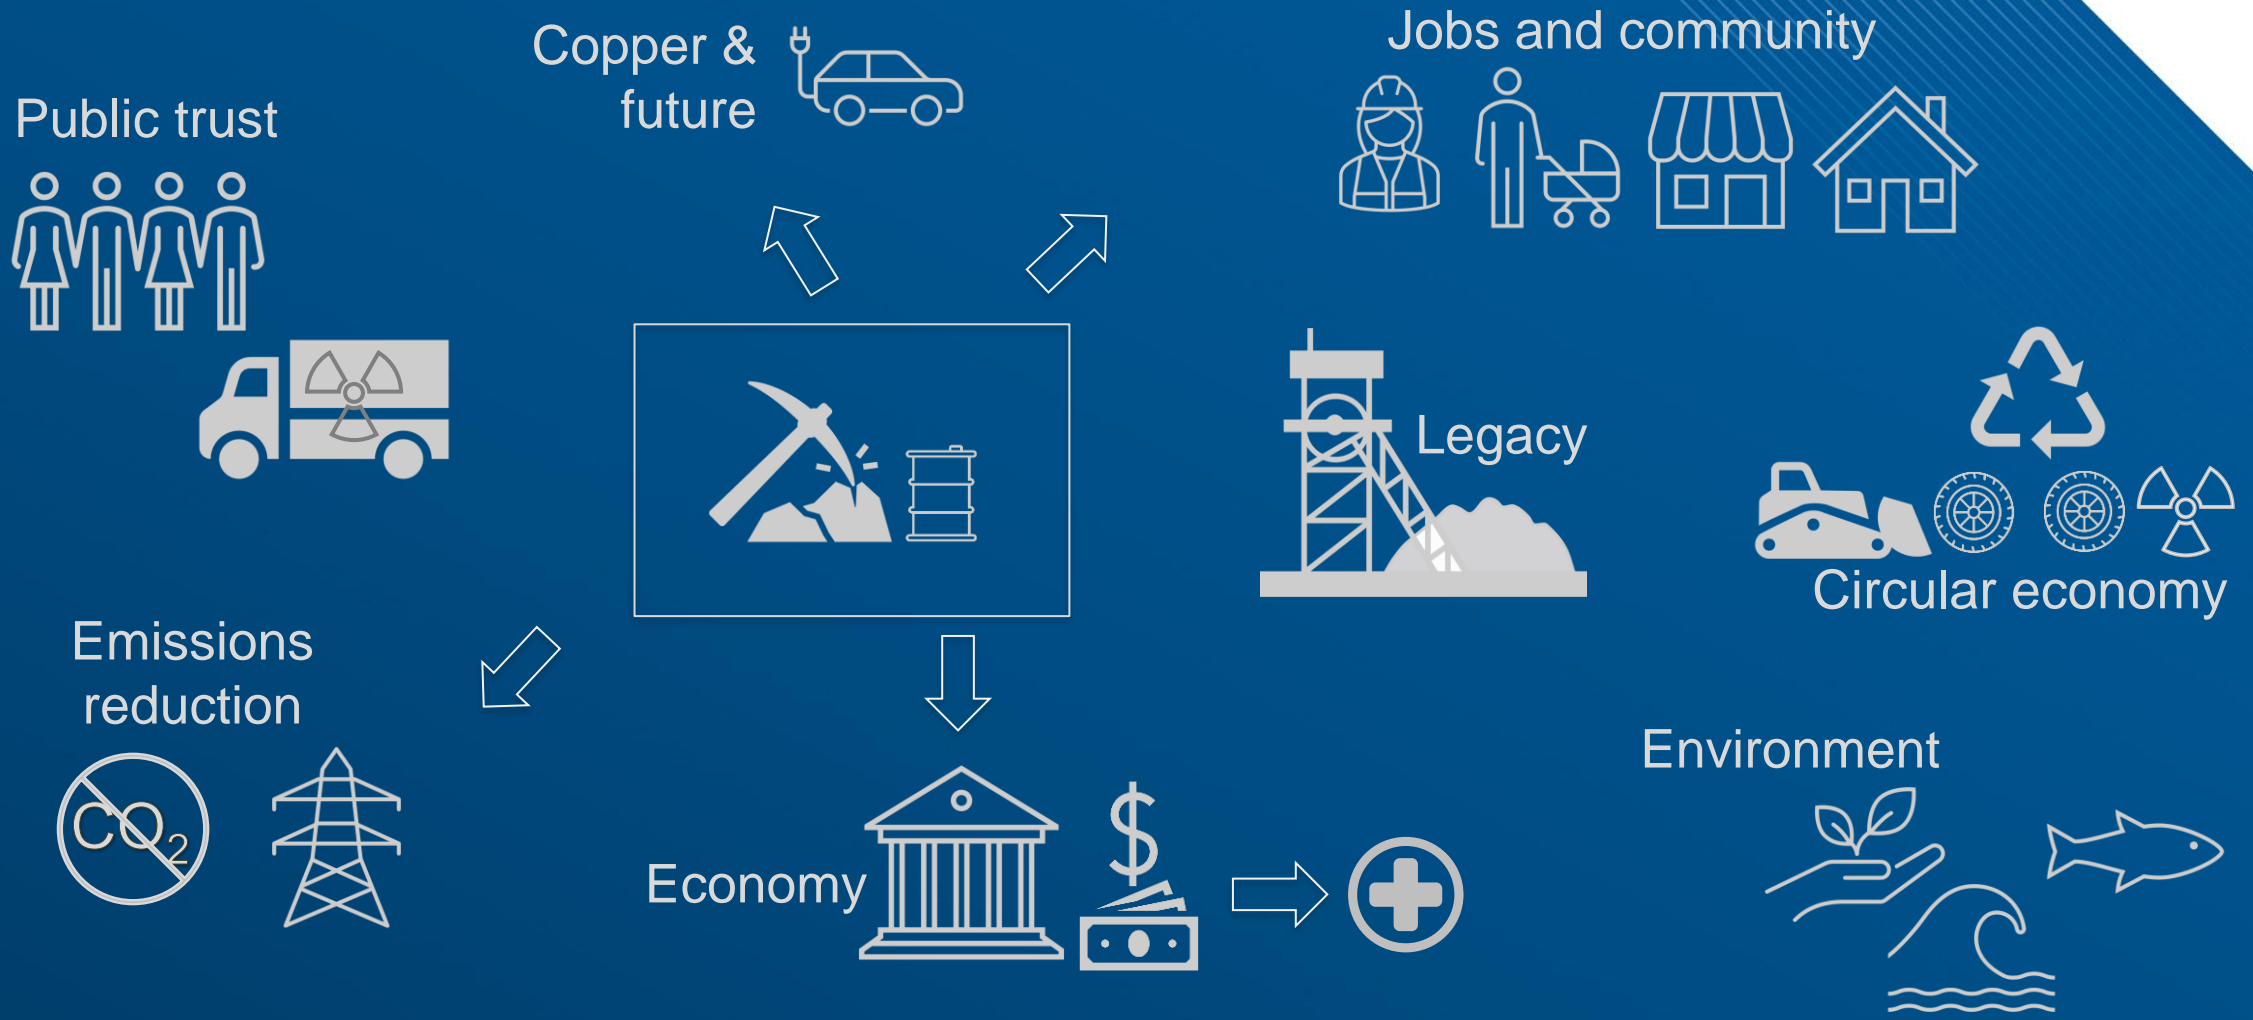 Copper &
future
Jobs and community
Public trust
Legacy
Circular economy
Emissions
reduction
CO₂
Environment
$
Economy